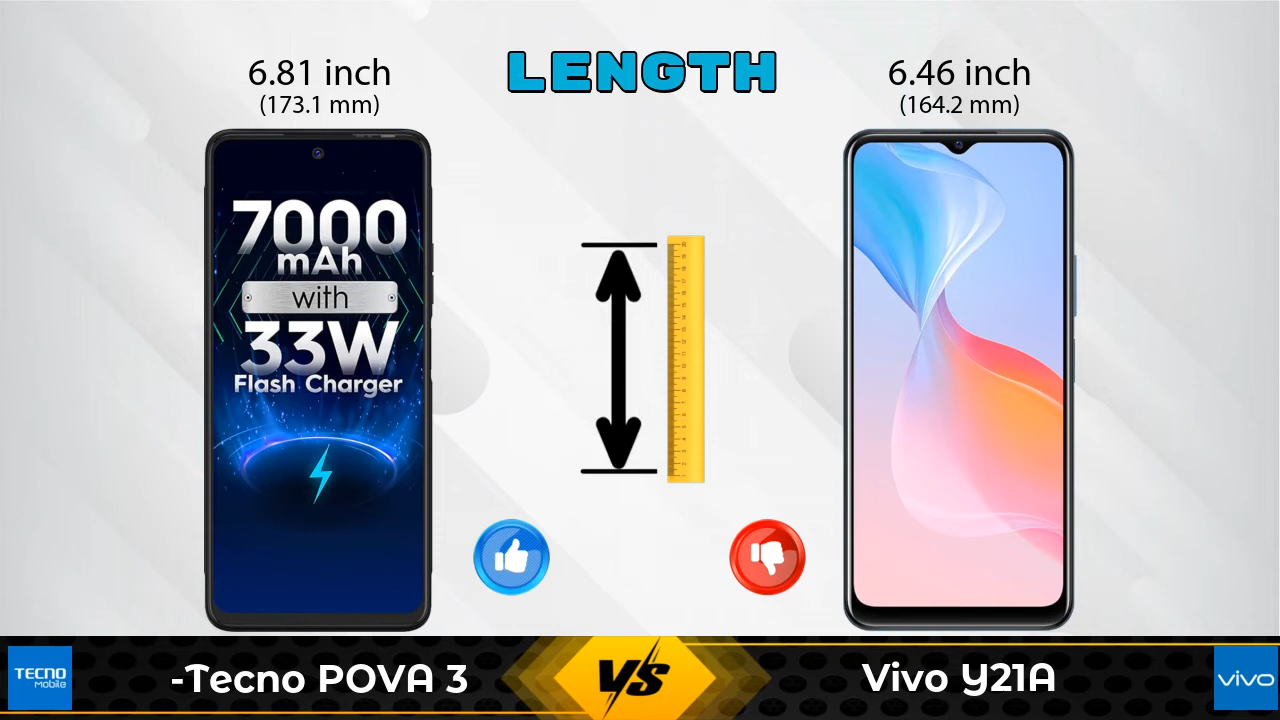 LENGTH
6.81 inch
(173.1 mm)
6.46 inch
(164.2 mm)
7000
mAh
with
33W
Flash Charger
TECNO
mobile
-Tecno POVA 3
VS
Vivo Y21A
vivo